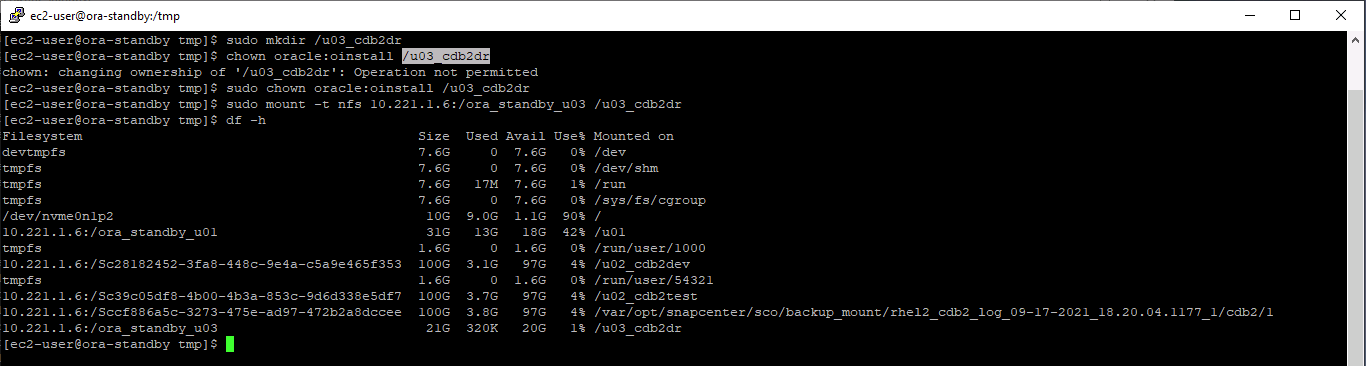 ec2-user@ora-standby:/tmp
[ec2-user@ora-standby tmp]$ sudo mkdir /u03_cdb2dr
[ec2-user@ora-standby tmp]$ chown oracle:oinstall /u03_cdb2dr
chown: changing ownership of '/u03_cdb2dr': Operation not permitted
[ec2-user@ora-standby tmp]$ sudo chown oracle:oinstall /u03_cdb2dr
[ec2-user@ora-standby tmp]$ sudo mount -t nfs 10.221.1.6:/ora_standby_u03 /u03_cdb2dr
[ec2-user@ora-standby tmp]$ df -h
Filesystem Size Used Avail Use% Mounted on
devtmpfs 7.6G 0 7.6G 0% /dev
tmpfs 7.6G 0 7.6G 0% /dev/shm
tmpfs 7.6G 17M 7.6G 1% /run
tmpfs 7.6G 0 7.6G 0% /sys/fs/cgroup
/dev/nvme0n1p2 10G 9.0G 1.1G 90% /
10.221.1.6:/ora_standby_u01 31G 13G 18G 42% /u01
tmpfs 1.6G 0 1.6G 0% /run/user/1000
10.221.1.6:/Sc28182452-3fa8-448c-9e4a-c5a9e465f353 100G 3.1G 97G 4% /u02_cdb2dev
tmpfs 1.6G 0 1.6G 0% /run/user/54321
10.221.1.6:/Sc39c05df8-4b00-4b3a-853c-9d6d338e5df7 100G 3.7G 97G 4% /u02_cdb2test
10.221.1.6:/Sccf886a5c-3273-475e-ad97-472b2a8dccee 100G 3.8G 97G 4% /var/opt/snapcenter/sco/backup_mount/rhel2_cdb2_log_09-17-2021_18.20.04.1177_1/cdb2/1
10.221.1.6:/ora_standby_u03 21G 320K 20G 1% /u03_cdb2dr
[ec2-user@ora-standby tmp]$